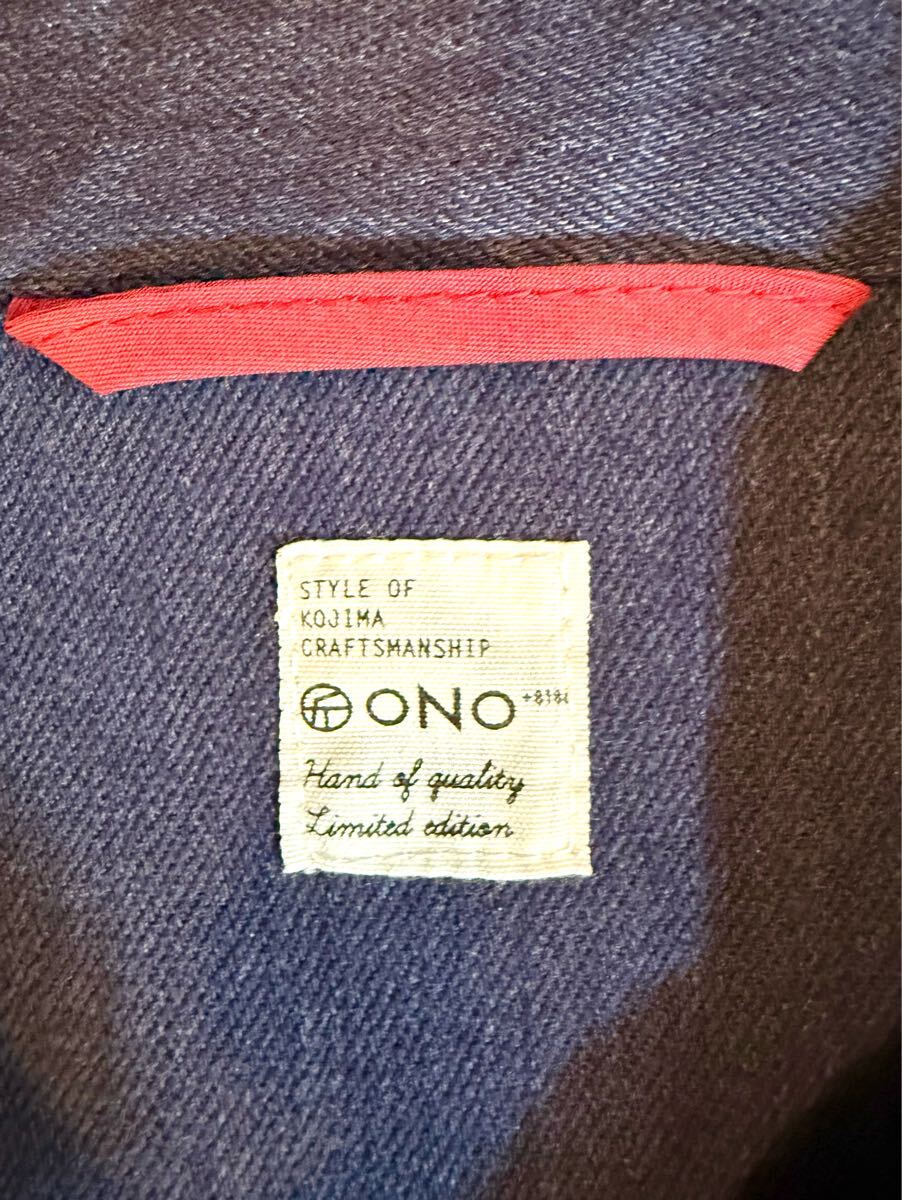 STYLE OF
KOJIMA
CRAFTSMANSHIP
ONO
Hand of quality
Limited edition